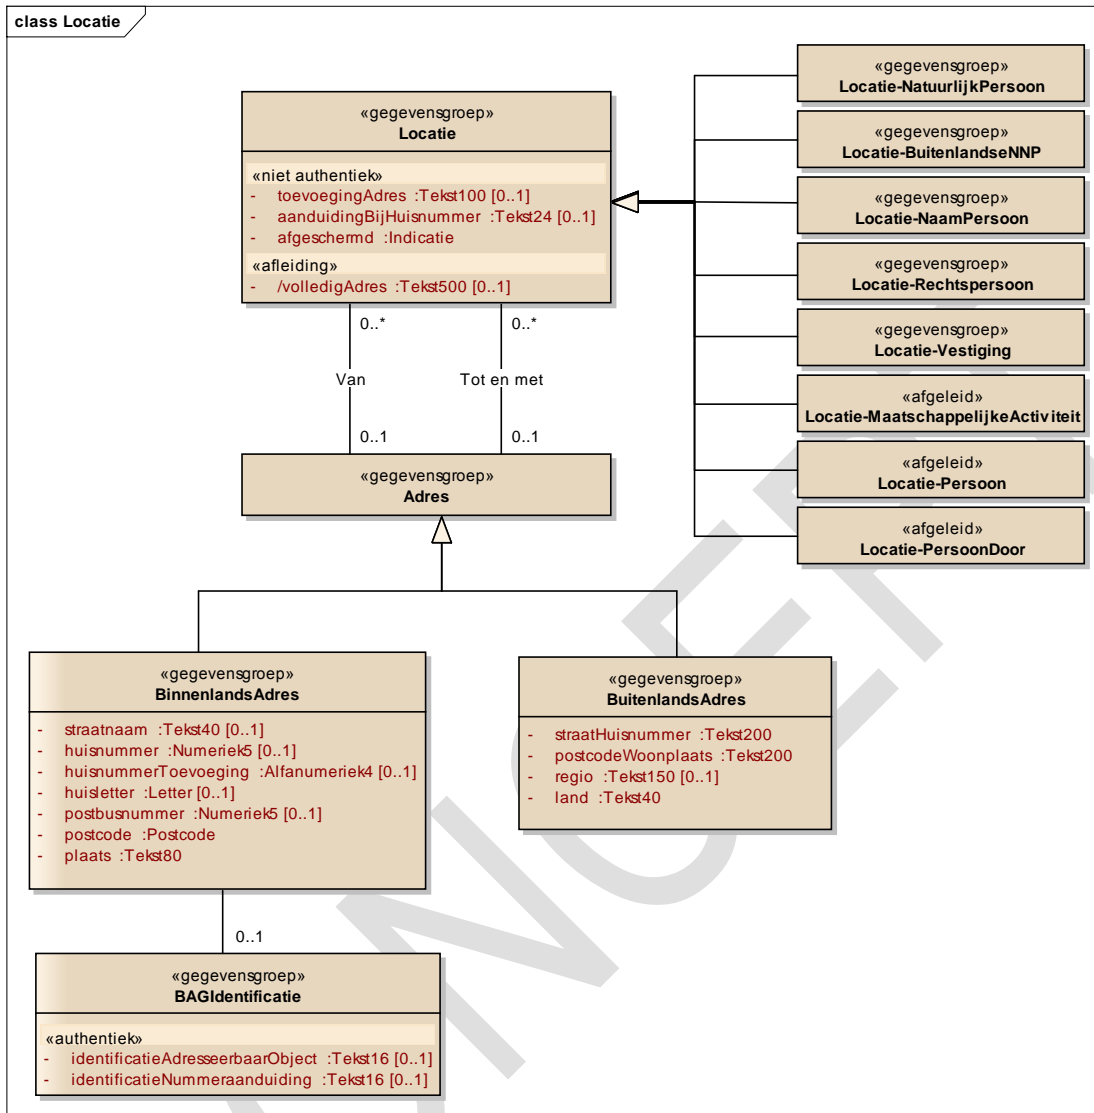 class Locatie
«gegevensgroep»
Locatie
«niet authentiek»
- toevoegingAdres :Tekst100 [0..1]
- aanduidingBijHuisnummer :Tekst24 [0..1]
- afgeschermd :Indicatie
«afleiding»
- /volledigAdres :Tekst500 [0..1]
«gegevensgroep»
Locatie-NatuurlijkPersoon
«gegevensgroep»
Locatie-BuitenlandseNNP
«gegevensgroep»
Locatie-NaamPersoon
«gegevensgroep»
Locatie-Rechtspersoon
«gegevensgroep»
Locatie-Vestiging
«afgeleid»
Locatie-MaatschappelijkeActiviteit
«afgeleid»
Locatie-Persoon
«afgeleid»
Locatie-PersoonDoor
0..* 0..*
Van Tot en met
0..1 0..1
«gegevensgroep»
Adres
«gegevensgroep»
BinnenlandsAdres
- straatnaam :Tekst40 [0..1]
- huisnummer :Numeriek5 [0..1]
- huisnummerToevoeging :Alfanumeriek4 [0..1]
- huisletter :Letter [0..1]
- postbusnummer :Numeriek5 [0..1]
- postcode :Postcode
- plaats :Tekst80
«gegevensgroep»
BuitenlandsAdres
- straatHuisnummer :Tekst200
- postcodeWoonplaats :Tekst200
- regio :Tekst150 [0..1]
- land :Tekst40
0..1
«gegevensgroep»
BAGIdentificatie
«authentiek»
- identificatieAdresseerbaarObject :Tekst16 [0..1]
- identificatieNummeraanduiding :Tekst16 [0..1]